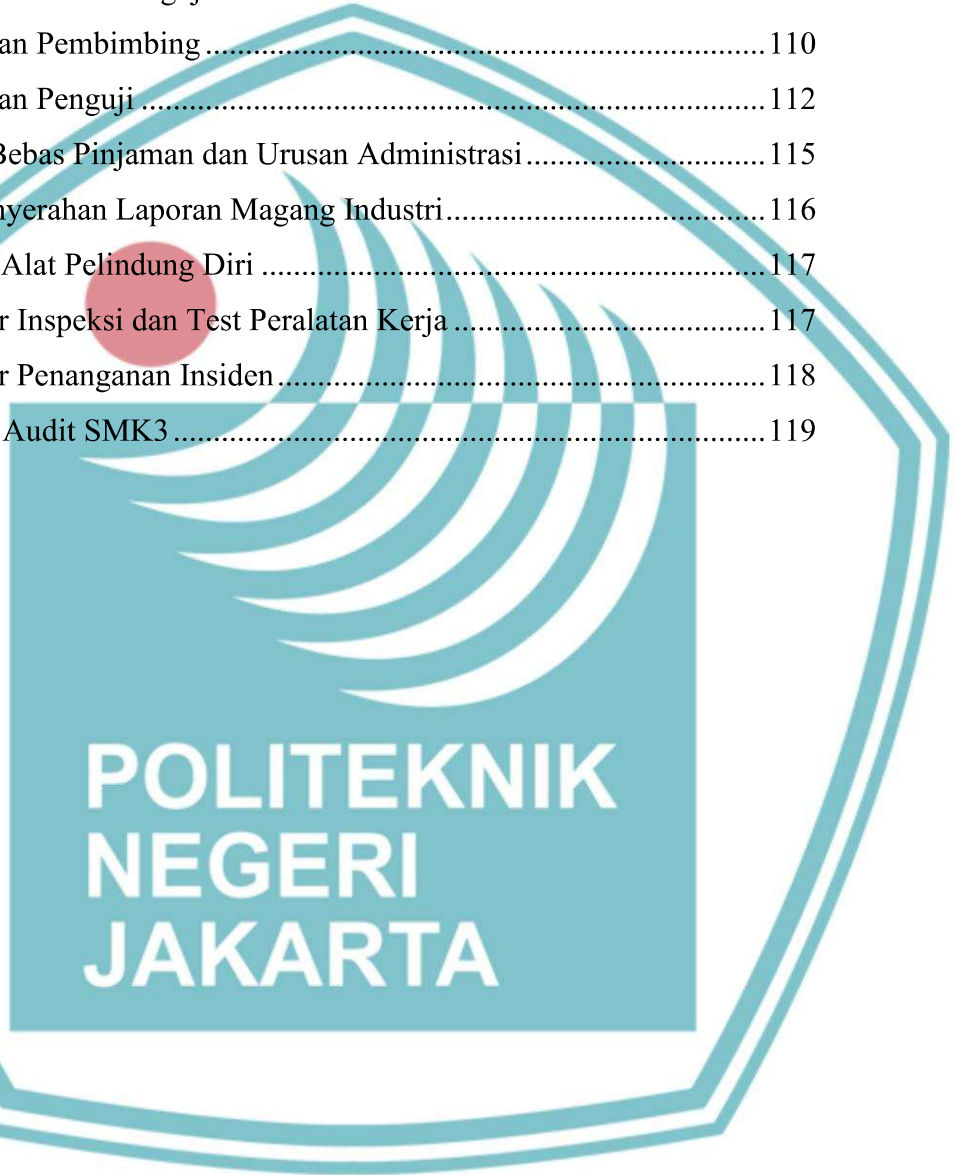 an Pembimbing ........................................................................ 110
an Penguji ................................................................................ 112
Bebas Pinjaman dan Urusan Administrasi .............................. 115
nyerahan Laporan Magang Industri ........................................ 116
Alat Pelindung Diri ................................................................ 117
r Inspeksi dan Test Peralatan Kerja ....................................... 117
r Penanganan Insiden .............................................................. 118
Audit SMK3 ........................................................................... 119
POLITEKNIK
NEGERI
JAKARTA